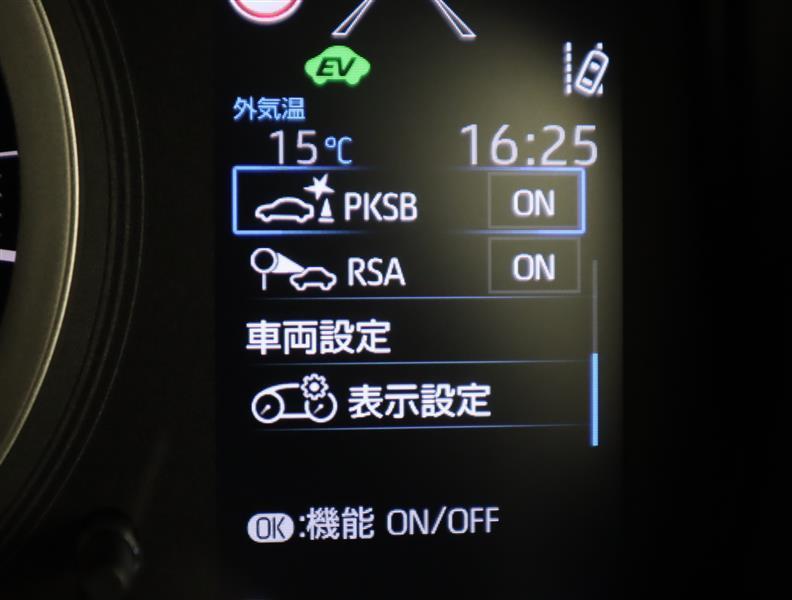 EV
外気温
15℃ 16:25
PKSB ON
RSA ON
車両設定
表示設定
OK:機能 ON/OFF